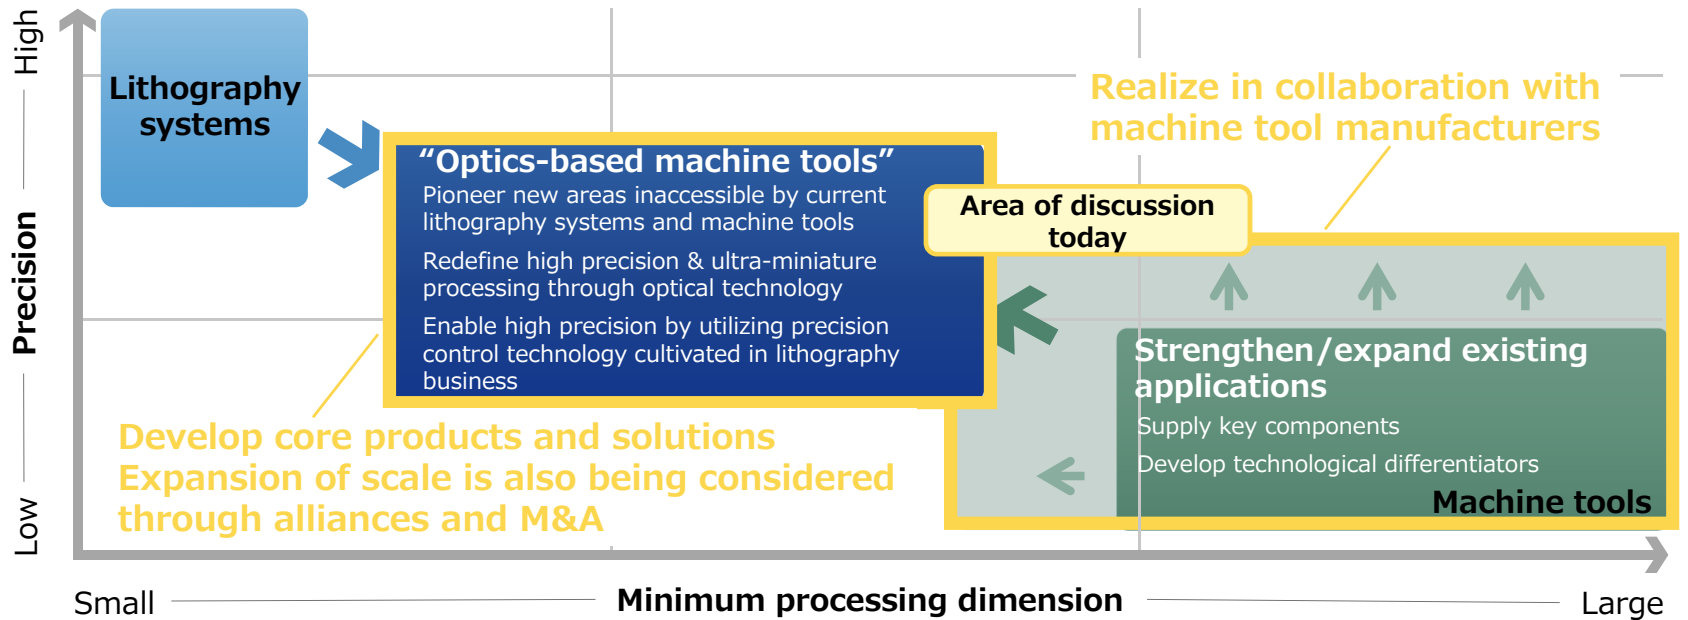 High
Precision
Low
Lithography
systems
“Optics-based machine tools”
Pioneer new areas inaccessible by current
lithography systems and machine tools
Redefine high precision & ultra-miniature
processing through optical technology
Enable high precision by utilizing precision
control technology cultivated in lithography
business
Area of discussion
today
Realize in collaboration with
machine tool manufacturers
Strengthen/expand existing
applications
Supply key components
Develop technological differentiators
Machine tools
Develop core products and solutions
Expansion of scale is also being considered
through alliances and M&A
Small
Minimum processing dimension
Large